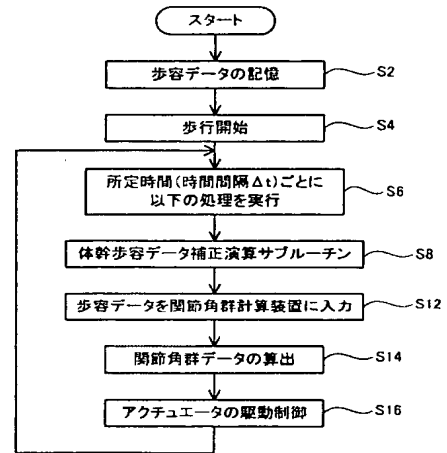 スタート
歩容データの記憶
S2
歩行開始
S4
所定時間(時間間隔Δt)ごとに
以下の処理を実行
S6
体幹歩容データ補正演算サブルーチン
S8
歩容データを関節角群計算装置に入力
S12
関節角群データの算出
S14
アクチュエータの駆動制御
S16